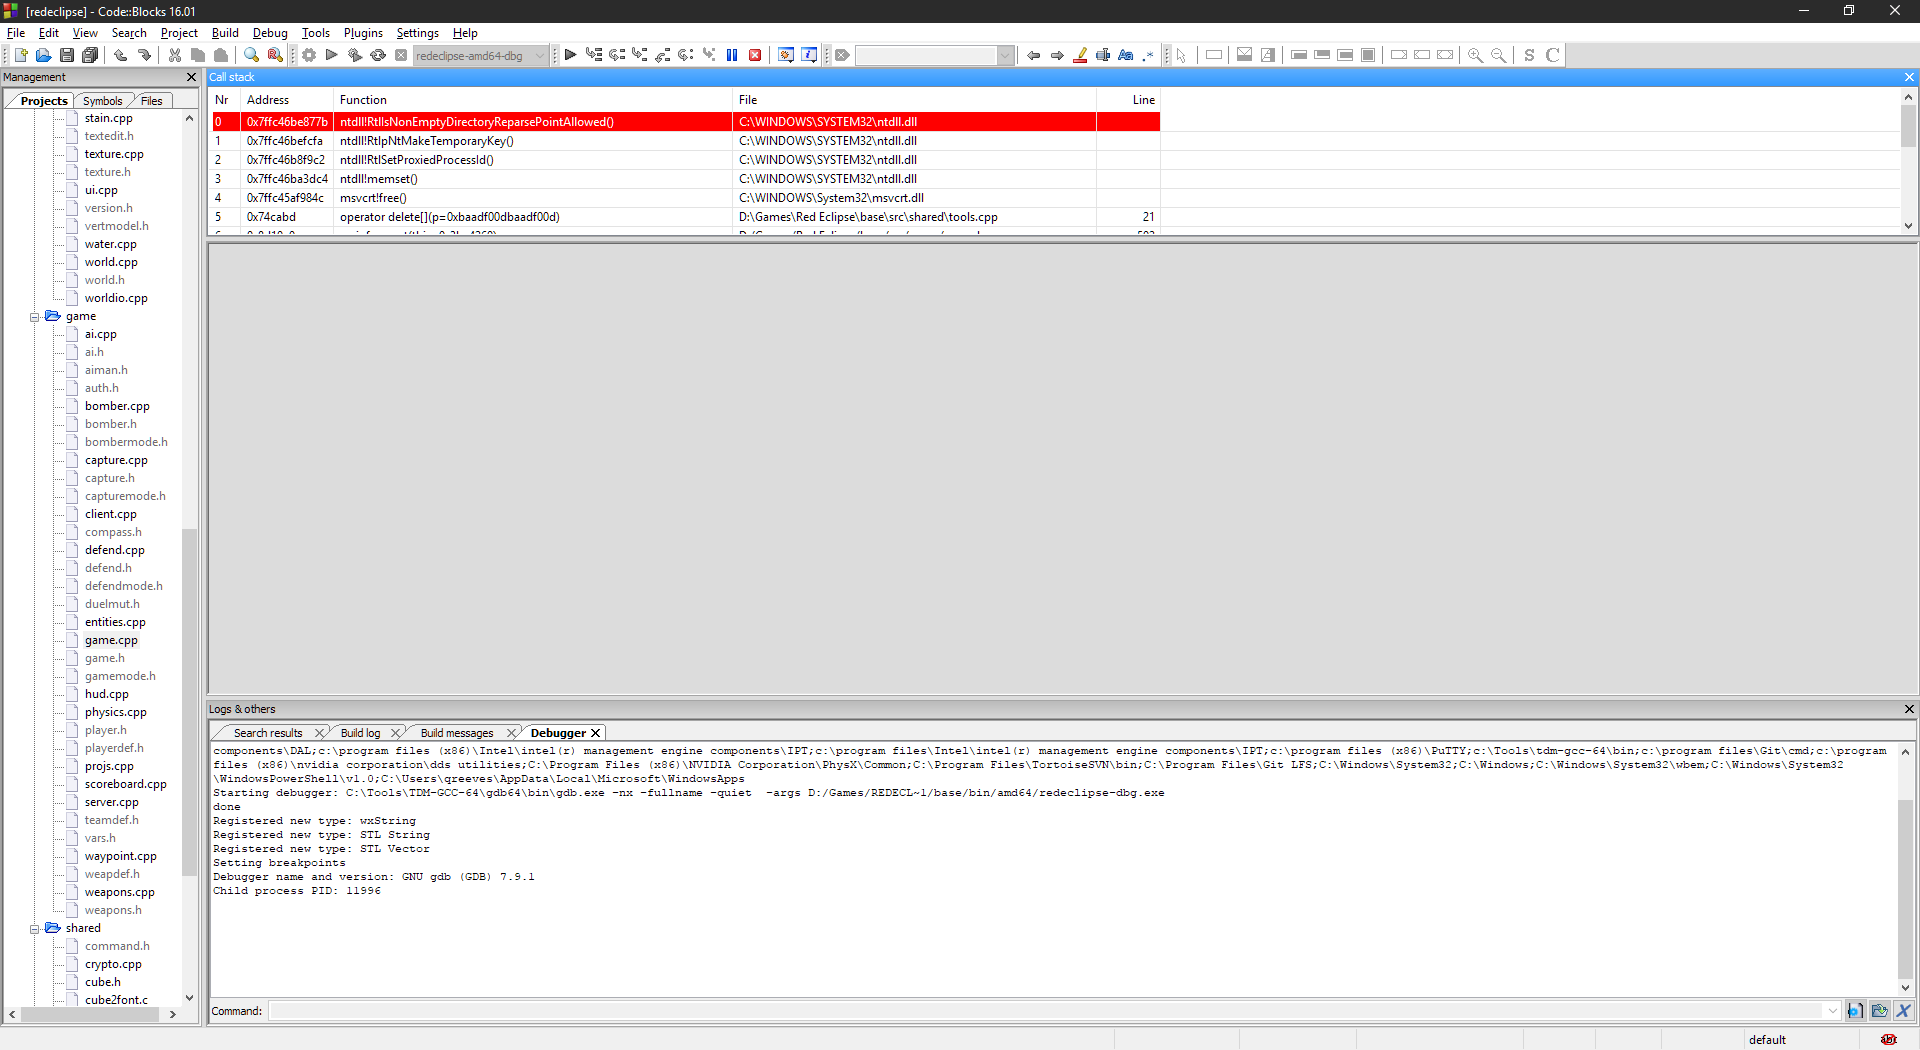 [redeclipse] - Code::Blocks 16.01
File Edit View Search Project Build Debug Tools Plugins Settings Help
redeclipse-amd64-dbg
Management
Call stack
Projects Symbols Files
Nr Address Function File Line
0 0x7ffc46be877b ntdll!RtlIsNonEmptyDirectoryReparsePointAllowed() C:\WINDOWS\SYSTEM32\ntdll.dll
1 0x7ffc46befcfa ntdll!RtlpNtMakeTemporaryKey() C:\WINDOWS\SYSTEM32\ntdll.dll
2 0x7ffc46b8f9c2 ntdll!RtlSetProxiedProcessId() C:\WINDOWS\SYSTEM32\ntdll.dll
3 0x7ffc46ba3dc4 ntdll!memset() C:\WINDOWS\SYSTEM32\ntdll.dll
4 0x7ffc45af984c msvcrt!free() C:\WINDOWS\System32\msvcrt.dll
5 0x74cabd operator delete[](p=0xbaadf00dbaadf00d) D:\Games\Red Eclipse\base\src\shared\tools.cpp 21
stain.cpp
textedit.h
texture.cpp
texture.h
ui.cpp
version.h
vertmodel.h
water.cpp
world.cpp
world.h
worldio.cpp
game
ai.cpp
ai.h
aiman.h
auth.h
bomber.cpp
bomber.h
bombermode.h
capture.cpp
capture.h
capturemode.h
client.cpp
compass.h
defend.cpp
defend.h
defendmode.h
duelmut.h
entities.cpp
game.cpp
game.h
gamemode.h
hud.cpp
physics.cpp
player.h
playerdef.h
projs.cpp
scoreboard.cpp
server.cpp
teamdef.h
vars.h
waypoint.cpp
weapdef.h
weapons.cpp
weapons.h
shared
command.h
crypto.cpp
cube.h
cube2font.c
Logs & others
Search results Build log Build messages Debugger
components\DAL;c:\program files (x86)\Intel\intel(r) management engine components\IPT;c:\program files\Intel\intel(r) management engine components\IPT;c:\program files (x86)\PuTTY;c:\Tools\tdm-gcc-64\bin;c:\program files\Git\cmd;c:\program
files (x86)\nvidia corporation\dds utilities;C:\Program Files (x86)\NVIDIA Corporation\PhysX\Common;C:\Program Files\TortoiseSVN\bin;C:\Program Files\Git LFS;C:\Windows\System32;C:\Windows;C:\Windows\System32\wbem;C:\Windows\System32
\WindowsPowerShell\v1.0;C:\Users\qreeves\AppData\Local\Microsoft\WindowsApps
Starting debugger: C:\Tools\TDM-GCC-64\gdb64\bin\gdb.exe -nx -fullname -quiet  -args D:/Games/REDECL~1/base/bin/amd64/redeclipse-dbg.exe
done
Registered new type: wxString
Registered new type: STL String
Registered new type: STL Vector
Setting breakpoints
Debugger name and version: GNU gdb (GDB) 7.9.1
Child process PID: 11996
Command:
default